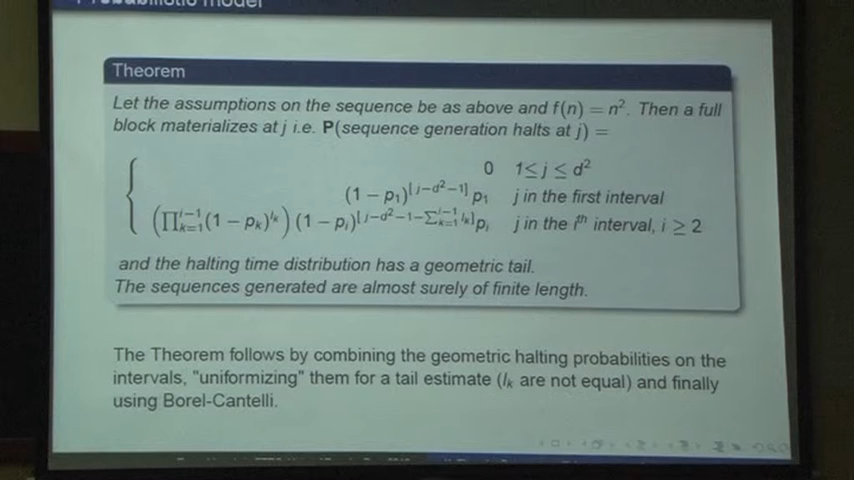 Probabilistic model
Theorem
Let the assumptions on the sequence be as above and f(n) = n². Then a full
block materializes at j i.e. P(sequence generation halts at j) =
0 1 ≤ j ≤ d²
(1 − p₁)^[j−d²−1] p₁ j in the first interval
(∏_{k=1}^{i−1}(1 − p_k)^{l_k}) (1 − p_i)^[j−d²−1−∑_{k=1}^{i−1} l_k] p_i j in the i^th interval, i ≥ 2
and the halting time distribution has a geometric tail.
The sequences generated are almost surely of finite length.
The Theorem follows by combining the geometric halting probabilities on the
intervals, "uniformizing" them for a tail estimate (l_k are not equal) and finally
using Borel-Cantelli.